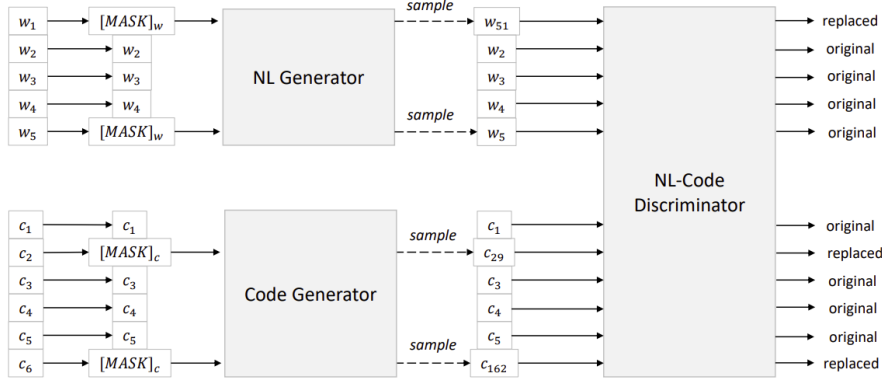 w₁ [MASK]w sample w₅₁ replaced
w₂ w₂ w₂ original
w₃ w₃ NL Generator w₃ original
w₄ w₄ w₄ original
w₅ [MASK]w sample w₅ original
NL-Code
Discriminator
c₁ c₁ c₁ original
c₂ [MASK]c sample c₂₉ replaced
c₃ c₃ c₃ original
Code Generator
c₄ c₄ c₄ original
c₅ c₅ c₅ original
c₆ [MASK]c sample c₁₆₂ replaced